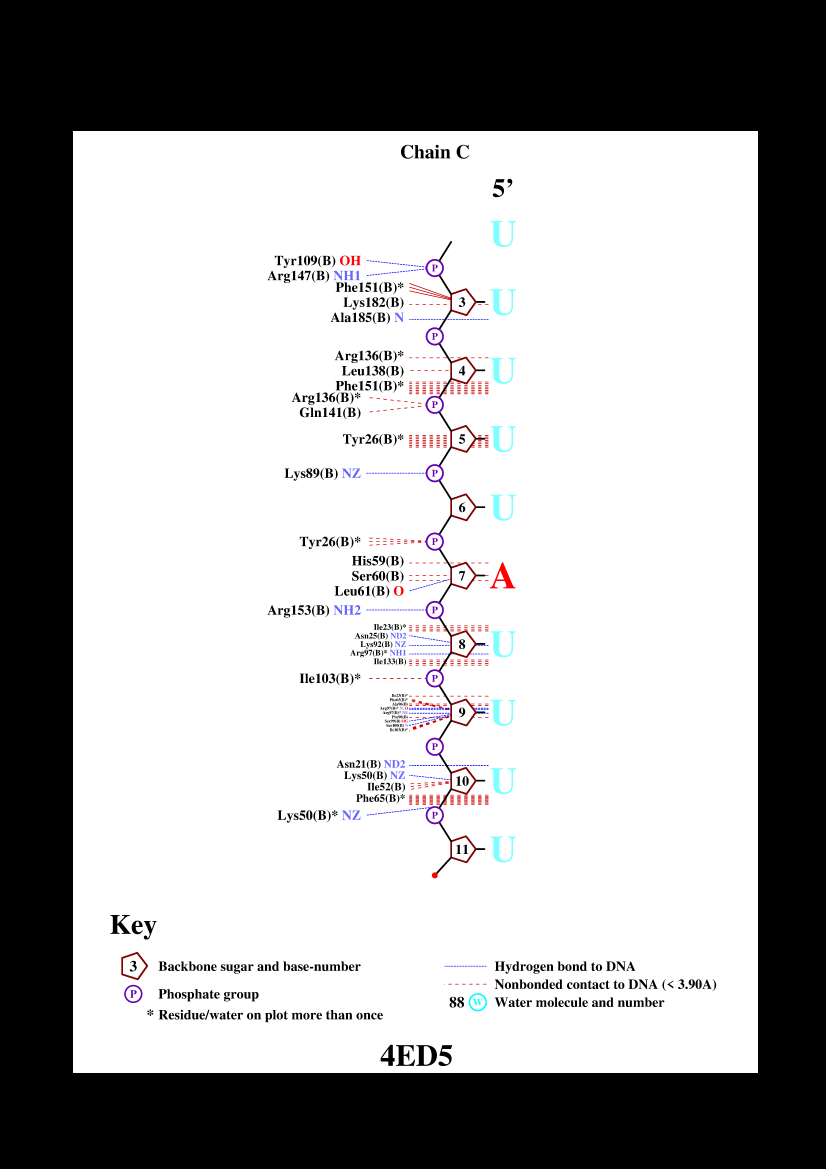 Chain C
5’
U
Tyr109(B) OH
P
Arg147(B) NH1
Phe151(B)*
Lys182(B)
3 U
Ala185(B) N
P
Arg136(B)*
Leu138(B)
4 U
Phe151(B)*
Arg136(B)*
P
Gln141(B)
Tyr26(B)*
5 U
Lys89(B) NZ
P
6 U
Tyr26(B)*
P
His59(B)
Ser60(B)
7 A
Leu61(B) O
Arg153(B) NH2
P
Ile23(B)*
Asn25(B) ND2
Lys92(B) NZ
8 U
Arg97(B)* NH1
Ile133(B)
Ile103(B)*
P
9 U
P
Asn21(B) ND2
Lys50(B) NZ
10 U
Ile52(B)
Phe65(B)*
Lys50(B)* NZ
P
11 U
Key
3 Backbone sugar and base-number
P Phosphate group
* Residue/water on plot more than once
Hydrogen bond to DNA
Nonbonded contact to DNA (< 3.90A)
88 W Water molecule and number
4ED5